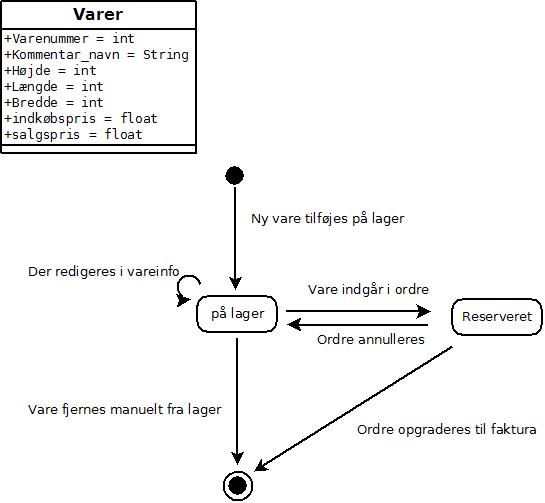 Varer
+Varenummer = int
+Kommentar_navn = String
+Højde = int
+Længde = int
+Bredde = int
+indkøbspris = float
+salgspris = float
Ny vare tilføjes på lager
Der redigeres i vareinfo
Vare indgår i ordre
på lager
Reserveret
Ordre annulleres
Vare fjernes manuelt fra lager
Ordre opgraderes til faktura